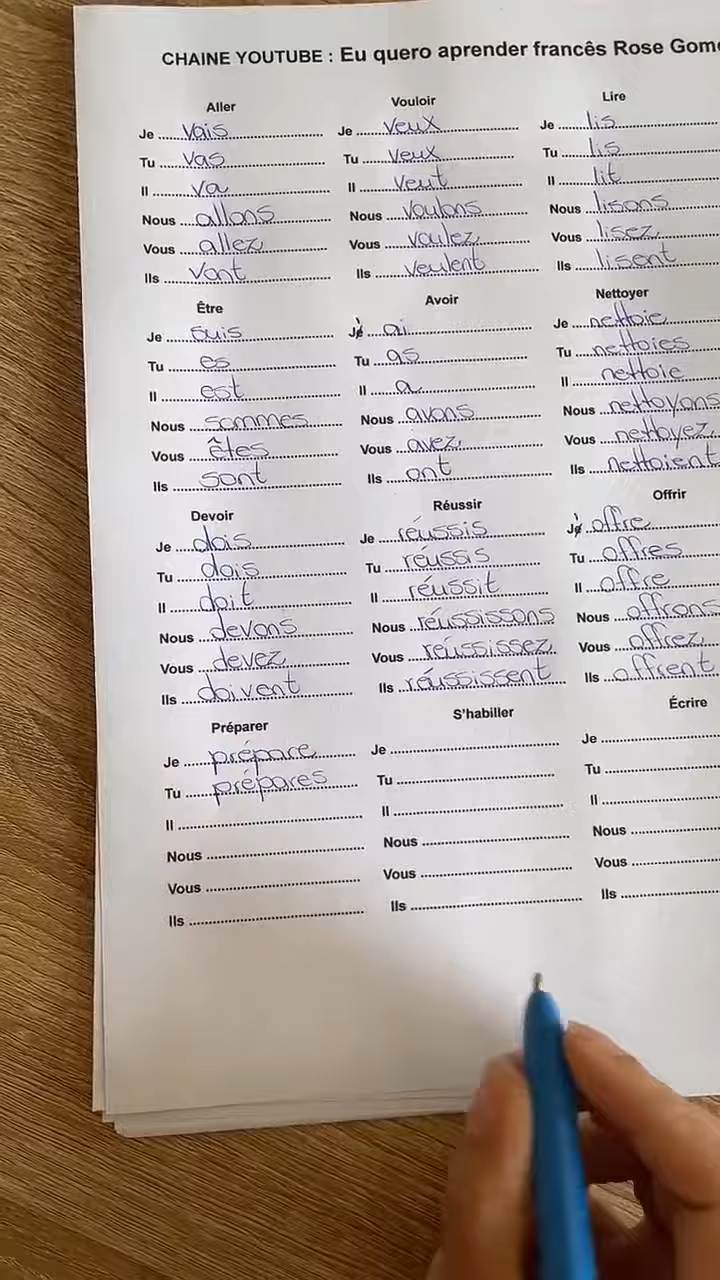 CHAINE YOUTUBE : Eu quero aprender francês Rose Gome
Aller
Je vais
Tu vas
Il va
Nous allons
Vous allez
Ils vont
Vouloir
Je veux
Tu veux
Il veut
Nous voulons
Vous voulez
Ils veulent
Lire
Je lis
Tu lis
Il lit
Nous lisons
Vous lisez
Ils lisent
Être
Je suis
Tu es
Il est
Nous sommes
Vous êtes
Ils sont
Avoir
J' ai
Tu as
Il a
Nous avons
Vous avez
Ils ont
Nettoyer
Je nettoie
Tu nettoies
Il nettoie
Nous nettoyons
Vous nettoyez
Ils nettoient
Devoir
Je dois
Tu dois
Il doit
Nous devons
Vous devez
Ils doivent
Réussir
Je réussis
Tu réussis
Il réussit
Nous réussissons
Vous réussissez
Ils réussissent
Offrir
J' offre
Tu offres
Il offre
Nous offrons
Vous offrez
Ils offrent
Préparer
Je prépare
Tu prépares
Il
Nous
Vous
Ils
S'habiller
Je
Tu
Il
Nous
Vous
Ils
Écrire
Je
Tu
Il
Nous
Vous
Ils